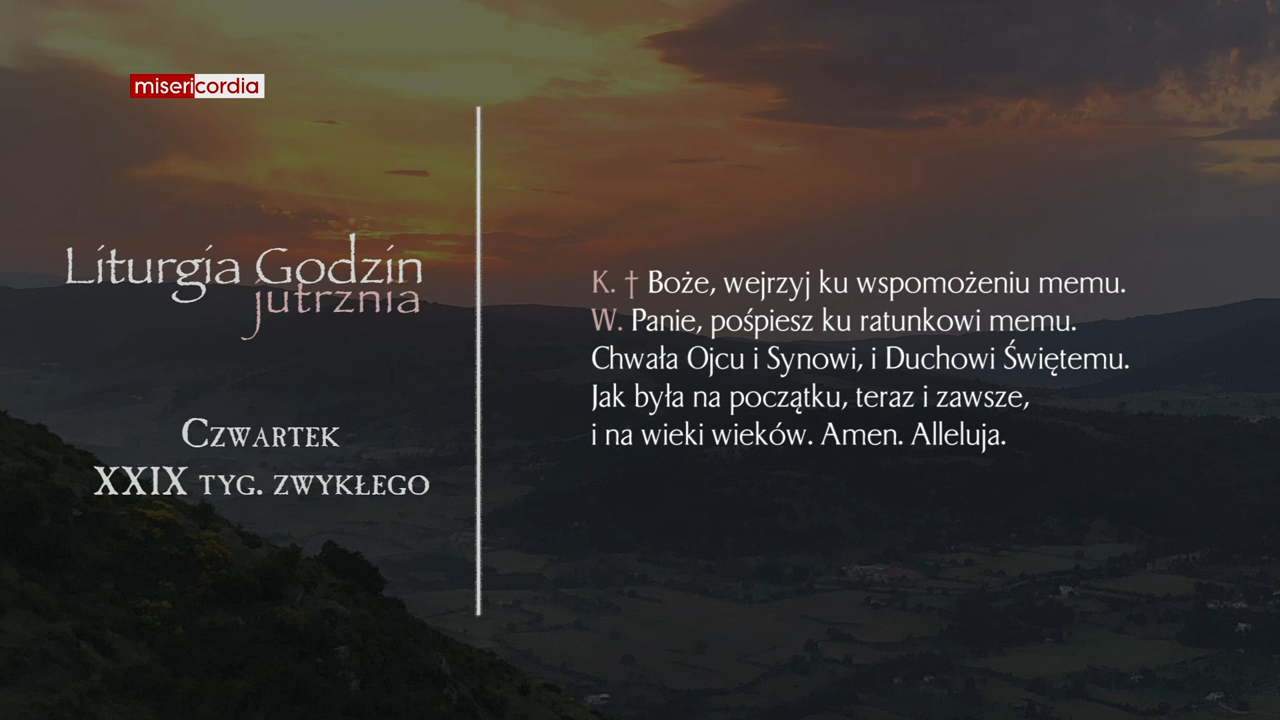 misericordia
Liturgia Godzin
jutrznia
Czwartek
XXIX tyg. zwykłego
K. † Boże, wejrzyj ku wspomożeniu memu.
W. Panie, pośpiesz ku ratunkowi memu.
Chwała Ojcu i Synowi, i Duchowi Świętemu.
Jak była na początku, teraz i zawsze,
i na wieki wieków. Amen. Alleluja.